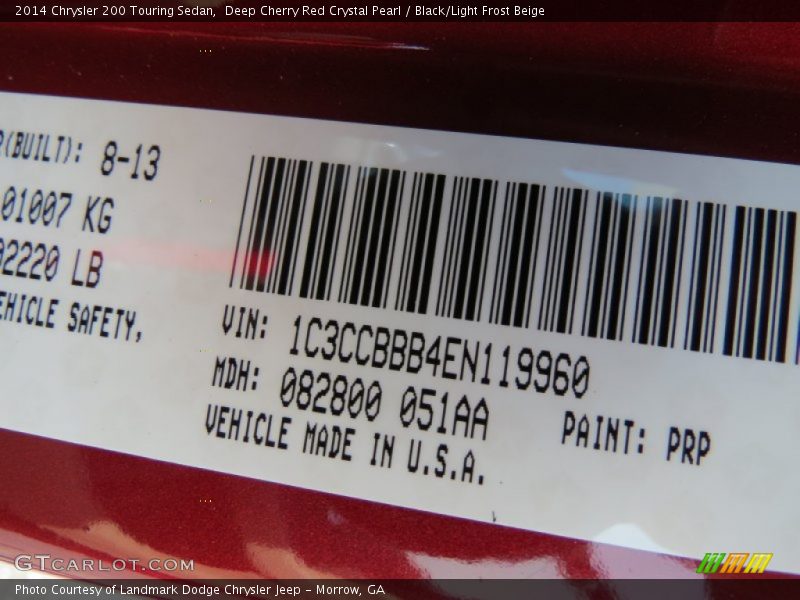 2014 Chrysler 200 Touring Sedan,  Deep Cherry Red Crystal Pearl / Black/Light Frost Beige
(BUILT): 8-13
01007 KG
2220 LB
VEHICLE SAFETY,
VIN: 1C3CCBBB4EN119960
MDH: 082800 051AA
PAINT: PRP
VEHICLE MADE IN U.S.A.
GTCARLOT.COM
Photo Courtesy of Landmark Dodge Chrysler Jeep - Morrow, GA